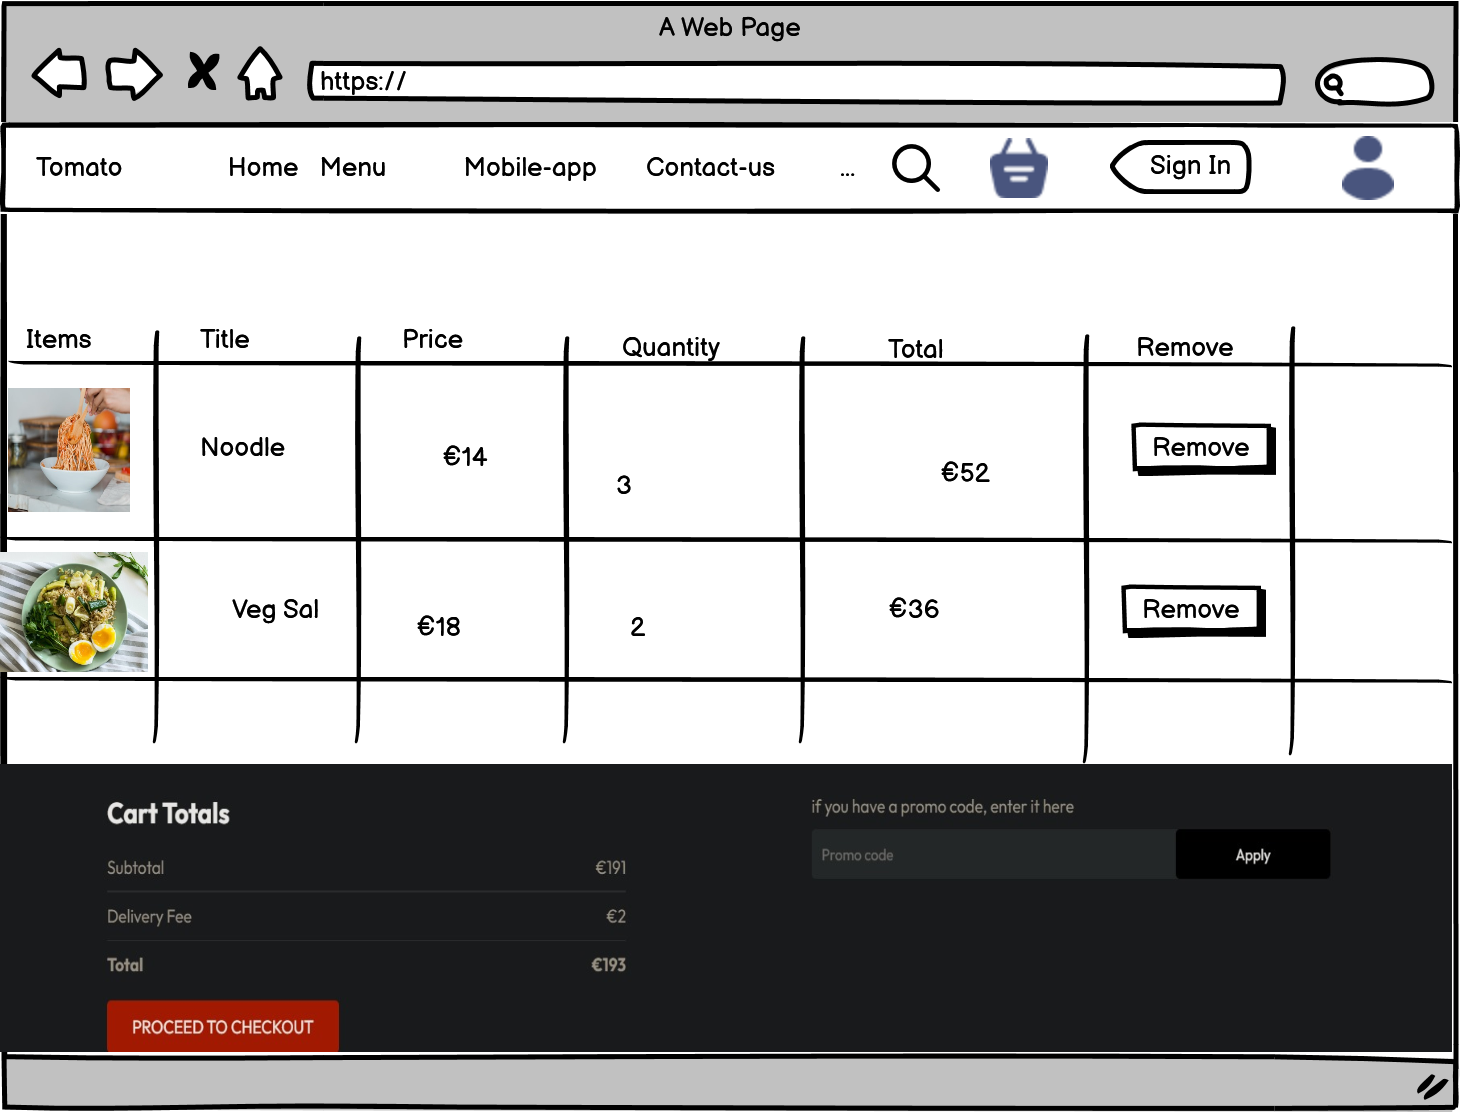 A Web Page
https://
Tomato Home Menu Mobile-app Contact-us ... Sign In
Items Title Price Quantity Total Remove
Noodle €14 3 €52 Remove
Veg Sal €18 2 €36 Remove
Cart Totals
Subtotal €191
Delivery Fee €2
Total €193
PROCEED TO CHECKOUT
if you have a promo code, enter it here
Promo code Apply